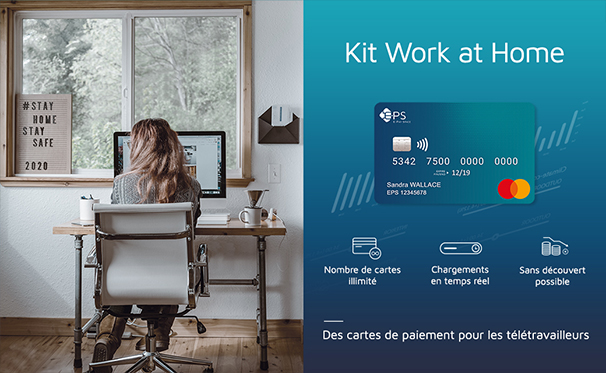 #STAY
HOME
STAY
SAFE
2020
Kit Work at Home
EPS
5342 7500 0000 0000
12/19
Sandra WALLACE
EPS 12345678
Nombre de cartes
illimité
Chargements
en temps réel
Sans découvert
possible
Des cartes de paiement pour les télétravailleurs